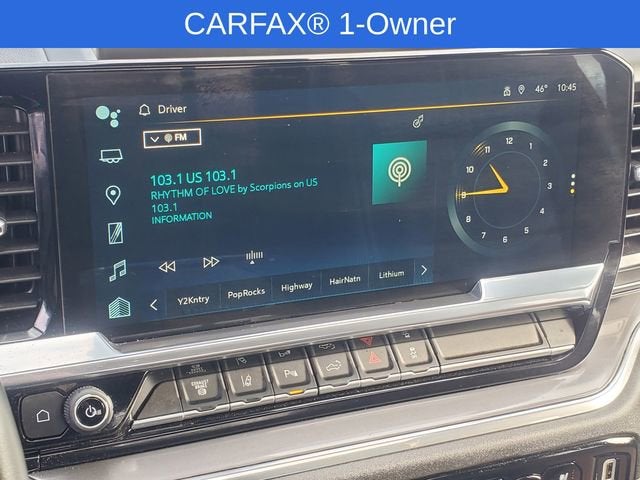 CARFAX® 1-Owner
Driver
46° 10:45
FM
103.1 US 103.1
RHYTHM OF LOVE by Scorpions on US
103.1
INFORMATION
11 12 1
10 2
9 3
8 4
7 6 5
Y2Kntry PopRocks Highway HairNatn Lithium
EXHAUST BRAKE